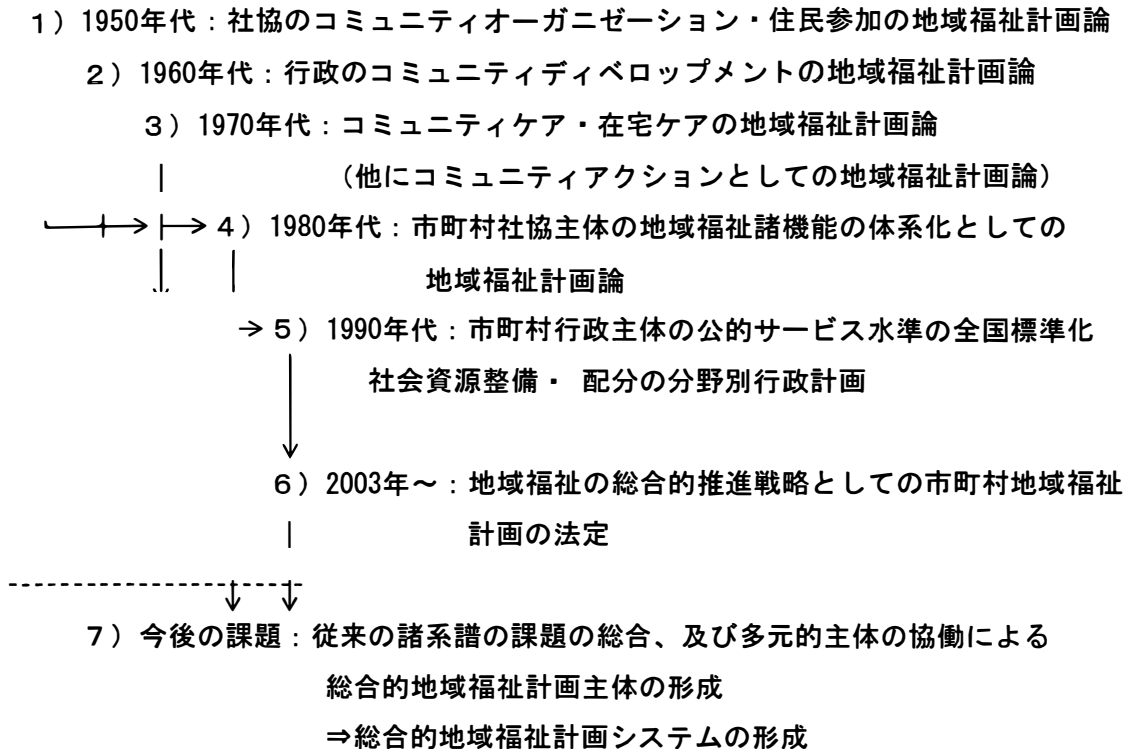 1）1950年代：社協のコミュニティオーガニゼーション・住民参加の地域福祉計画論
2）1960年代：行政のコミュニティディベロップメントの地域福祉計画論
3）1970年代：コミュニティケア・在宅ケアの地域福祉計画論
（他にコミュニティアクションとしての地域福祉計画論）
4）1980年代：市町村社協主体の地域福祉諸機能の体系化としての
地域福祉計画論
5）1990年代：市町村行政主体の公的サービス水準の全国標準化
社会資源整備・ 配分の分野別行政計画
6）2003年～：地域福祉の総合的推進戦略としての市町村地域福祉
計画の法定
7）今後の課題：従来の諸系譜の課題の総合、及び多元的主体の協働による
総合的地域福祉計画主体の形成
⇒総合的地域福祉計画システムの形成